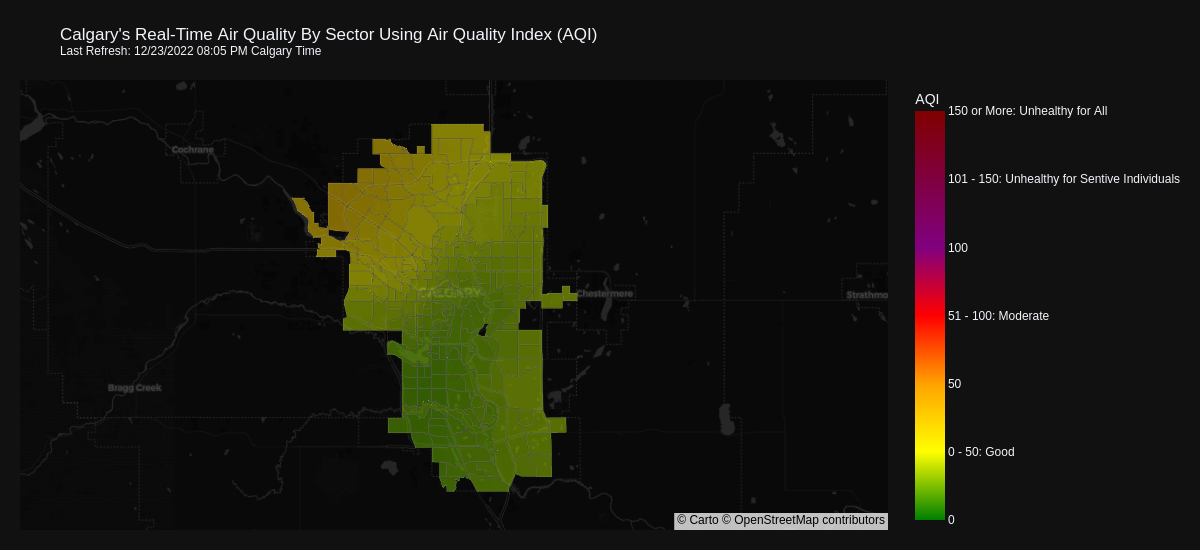 Calgary's Real-Time Air Quality By Sector Using Air Quality Index (AQI)
Last Refresh: 12/23/2022 08:05 PM Calgary Time
AQI
150 or More: Unhealthy for All
101 - 150: Unhealthy for Sentive Individuals
100
51 - 100: Moderate
50
0 - 50: Good
0
Cochrane
CALGARY
Chestermere
Strathmo
Bragg Creek
© Carto © OpenStreetMap contributors